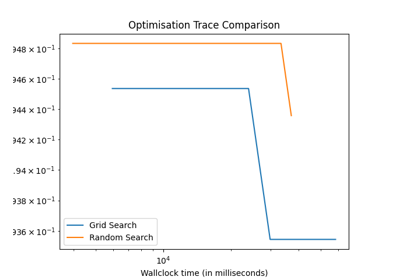 Optimisation Trace Comparison
948 × 10⁻¹
946 × 10⁻¹
944 × 10⁻¹
942 × 10⁻¹
.94 × 10⁻¹
938 × 10⁻¹
936 × 10⁻¹
Grid Search
Random Search
10⁴
Wallclock time (in milliseconds)